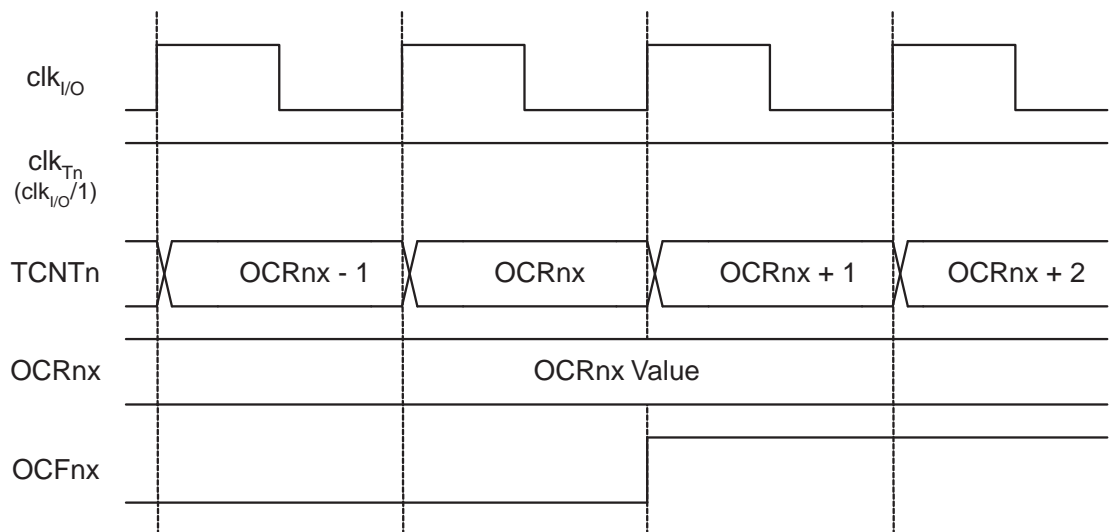 clkI/O
clkTn
(clkI/O/1)
TCNTn
OCRnx - 1
OCRnx
OCRnx + 1
OCRnx + 2
OCRnx
OCRnx Value
OCFnx